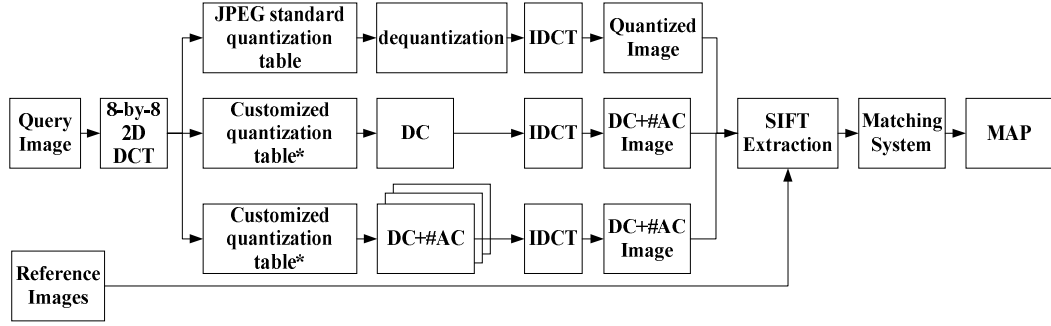 JPEG standard
quantization
table
dequantization
IDCT
Quantized
Image
Query
Image
8-by-8
2D
DCT
Customized
quantization
table*
DC
IDCT
DC+#AC
Image
SIFT
Extraction
Matching
System
MAP
Customized
quantization
table*
DC+#AC
IDCT
DC+#AC
Image
Reference
Images